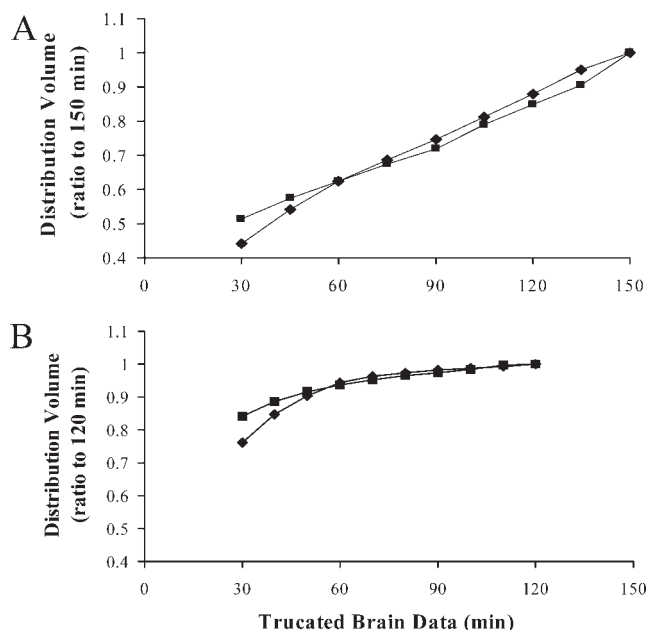 A
Distribution Volume
(ratio to 150 min)
1.1
1
0.9
0.8
0.7
0.6
0.5
0.4
0 30 60 90 120 150
B
Distribution Volume
(ratio to 120 min)
1.1
1
0.9
0.8
0.7
0.6
0.5
0.4
0 30 60 90 120 150
Trucated Brain Data (min)